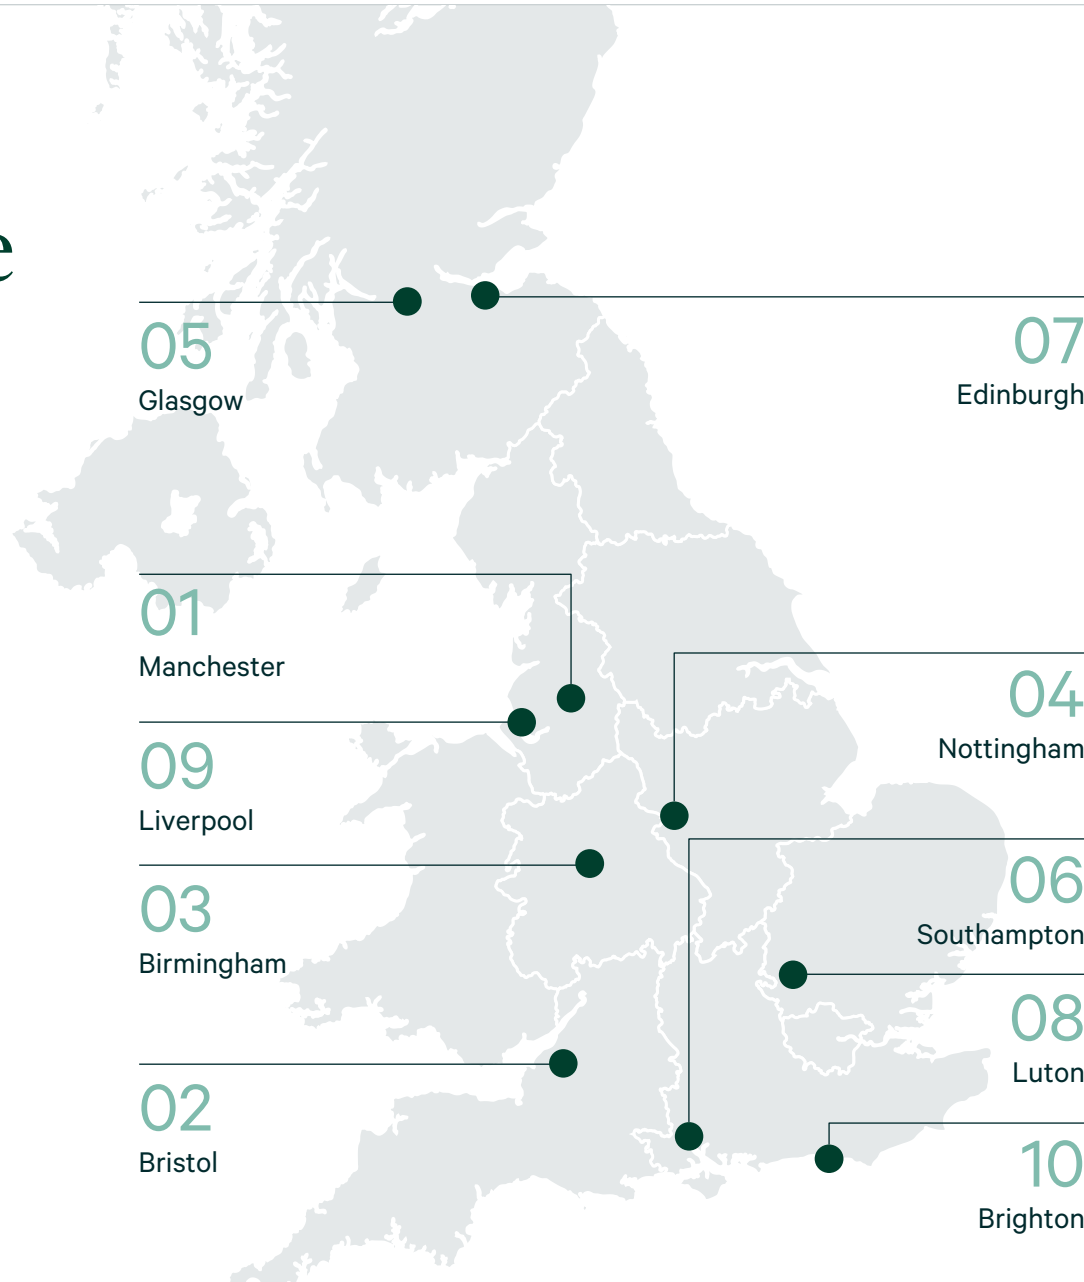 e
05
Glasgow
07
Edinburgh
01
Manchester
04
Nottingham
09
Liverpool
06
Southampton
03
Birmingham
08
Luton
02
Bristol
10
Brighton